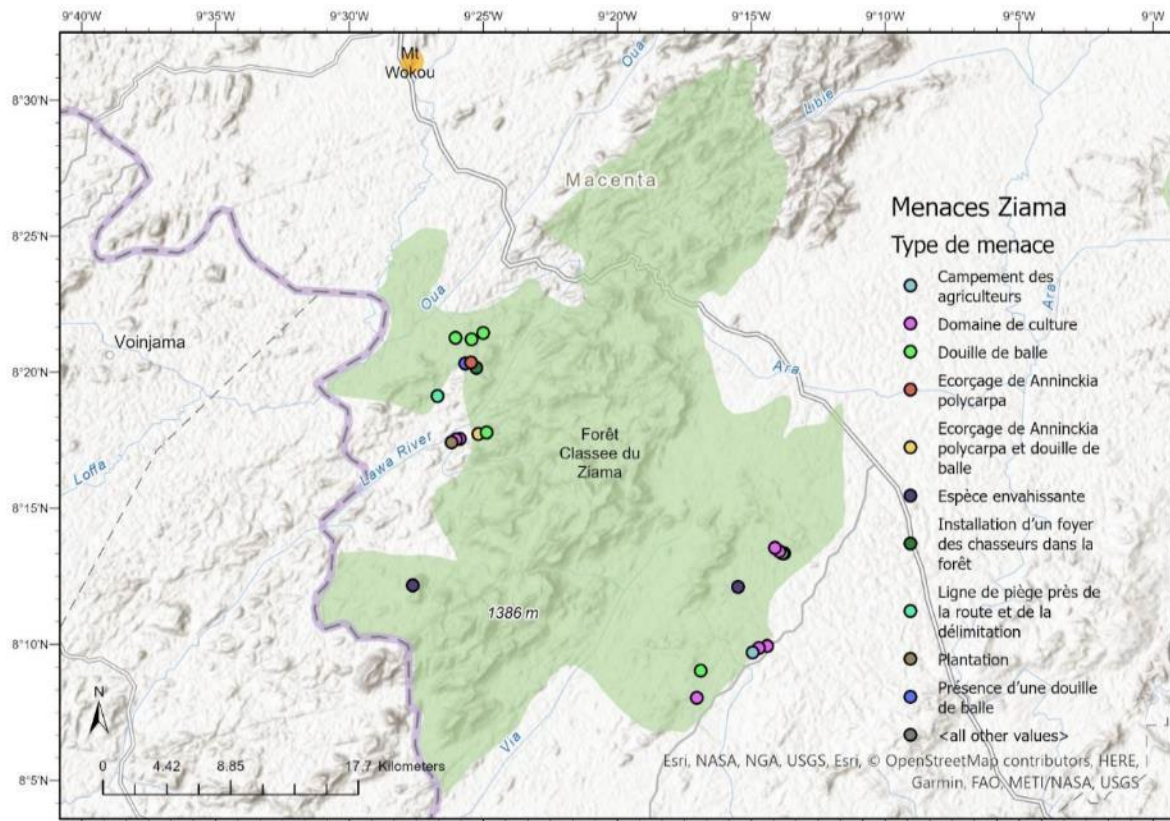 9°40'W 9°35'W 9°30'W 9°25'W 9°20'W 9°15'W 9°10'W 9°5'W 9°W
8°30'N
8°25'N
8°20'N
8°15'N
8°10'N
8°5'N
Mt
Wokou
Oua
Libie
Macenta
Oua
Voinjama
Ara
Ara
Lawa River
Loffa
Forêt
Classee du
Ziama
1386 m
Via
N
0 4.42 8.85 17.7 Kilometers
Menaces Ziama
Type de menace
Campement des
agriculteurs
Domaine de culture
Douille de balle
Ecorçage de Anninckia
polycarpa
Ecorçage de Anninckia
polycarpa et douille de
balle
Espèce envahissante
Installation d'un foyer
des chasseurs dans la
forêt
Ligne de piège près de
la route et de la
délimitation
Plantation
Présence d'une douille
de balle
<all other values>
Esri, NASA, NGA, USGS, Esri, © OpenStreetMap contributors, HERE,
Garmin, FAO, METI/NASA, USGS